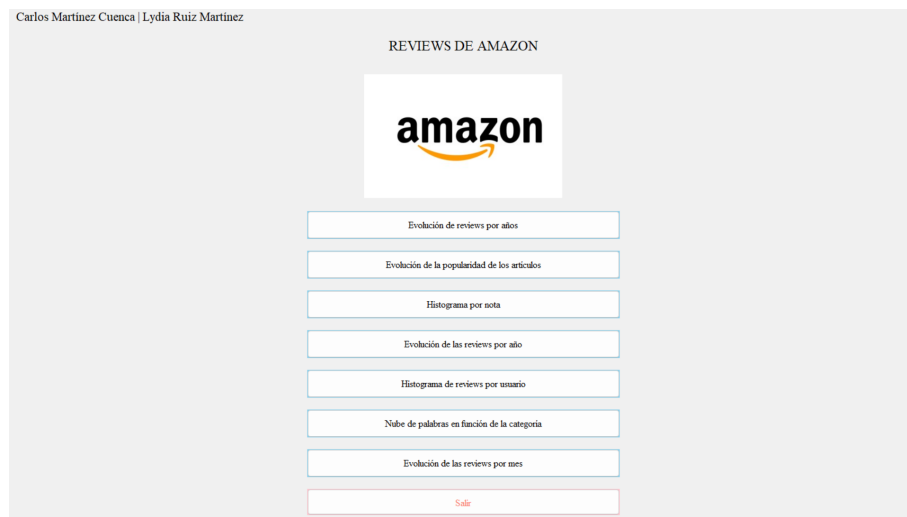 Carlos Martínez Cuenca | Lydia Ruiz Martínez
REVIEWS DE AMAZON
amazon
Evolución de reviews por años
Evolución de la popularidad de los artículos
Histograma por nota
Evolución de las reviews por año
Histograma de reviews por usuario
Nube de palabras en función de la categoria
Evolución de las reviews por mes
Salir